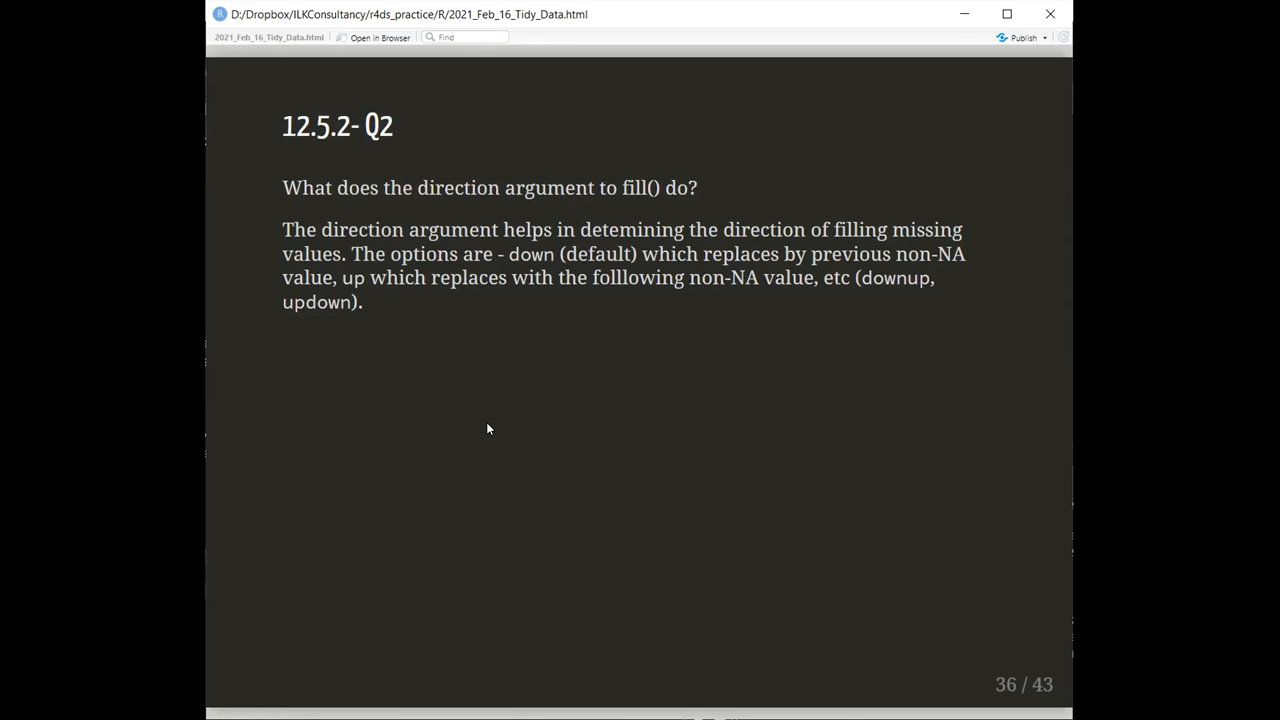 D:/Dropbox/ILKConsultancy/r4ds_practice/R/2021_Feb_16_Tidy_Data.html
2021_Feb_16_Tidy_Data.html Open in Browser Find Publish
12.5.2- Q2
What does the direction argument to fill() do?
The direction argument helps in detemining the direction of filling missing
values. The options are - down (default) which replaces by previous non-NA
value, up which replaces with the folllowing non-NA value, etc (downup,
updown).
36 / 43